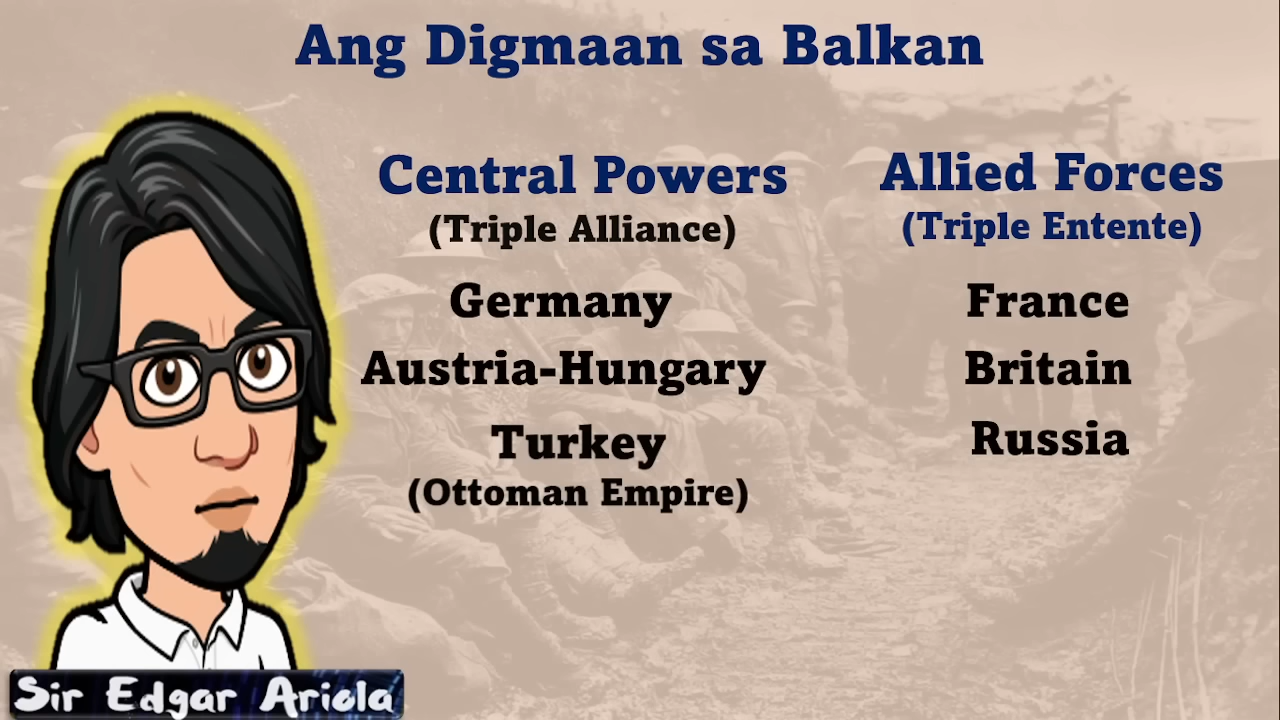 Ang Digmaan sa Balkan
Central Powers
(Triple Alliance)
Germany
Austria-Hungary
Turkey
(Ottoman Empire)
Allied Forces
(Triple Entente)
France
Britain
Russia
Sir Edgar Ariola